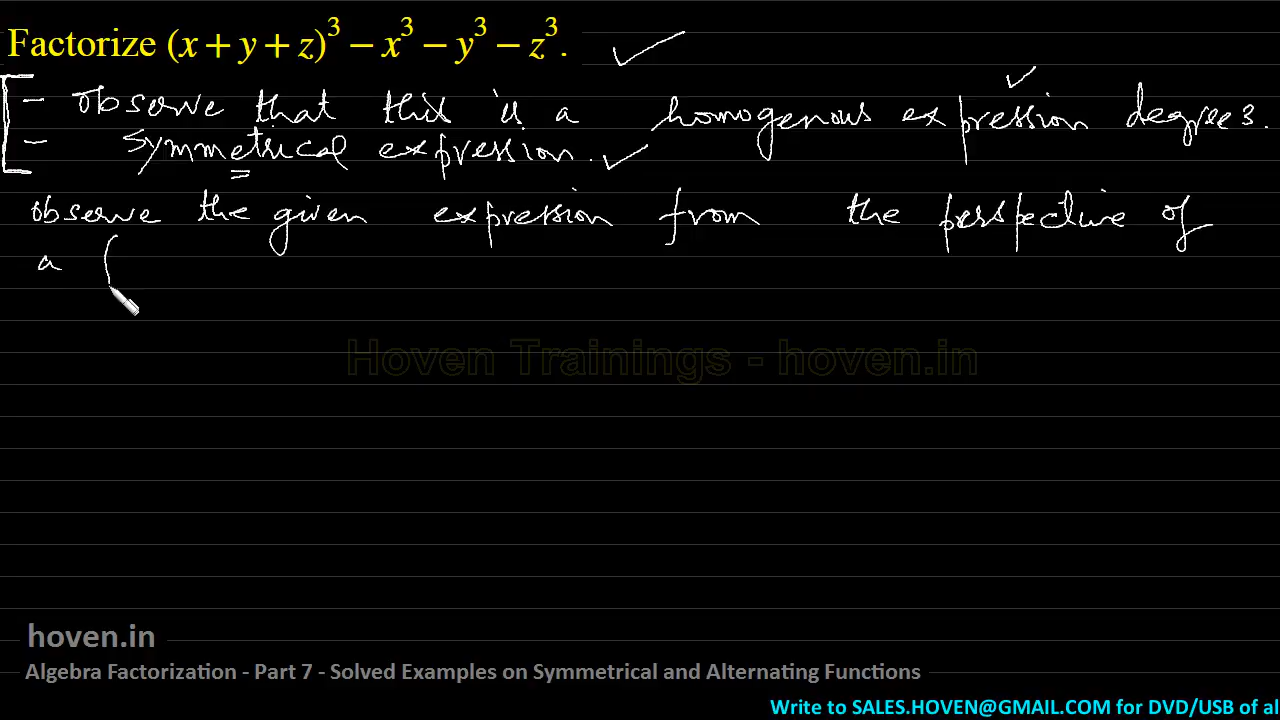 Factorize (x + y + z)³ − x³ − y³ − z³.
- observe that this is a homogenous expression degree 3.
- symmetrical expression.
observe the given expression from the perspective of
a (
Hoven Trainings - hoven.in
hoven.in
Algebra Factorization - Part 7 - Solved Examples on Symmetrical and Alternating Functions
Write to SALES.HOVEN@GMAIL.COM for DVD/USB of al